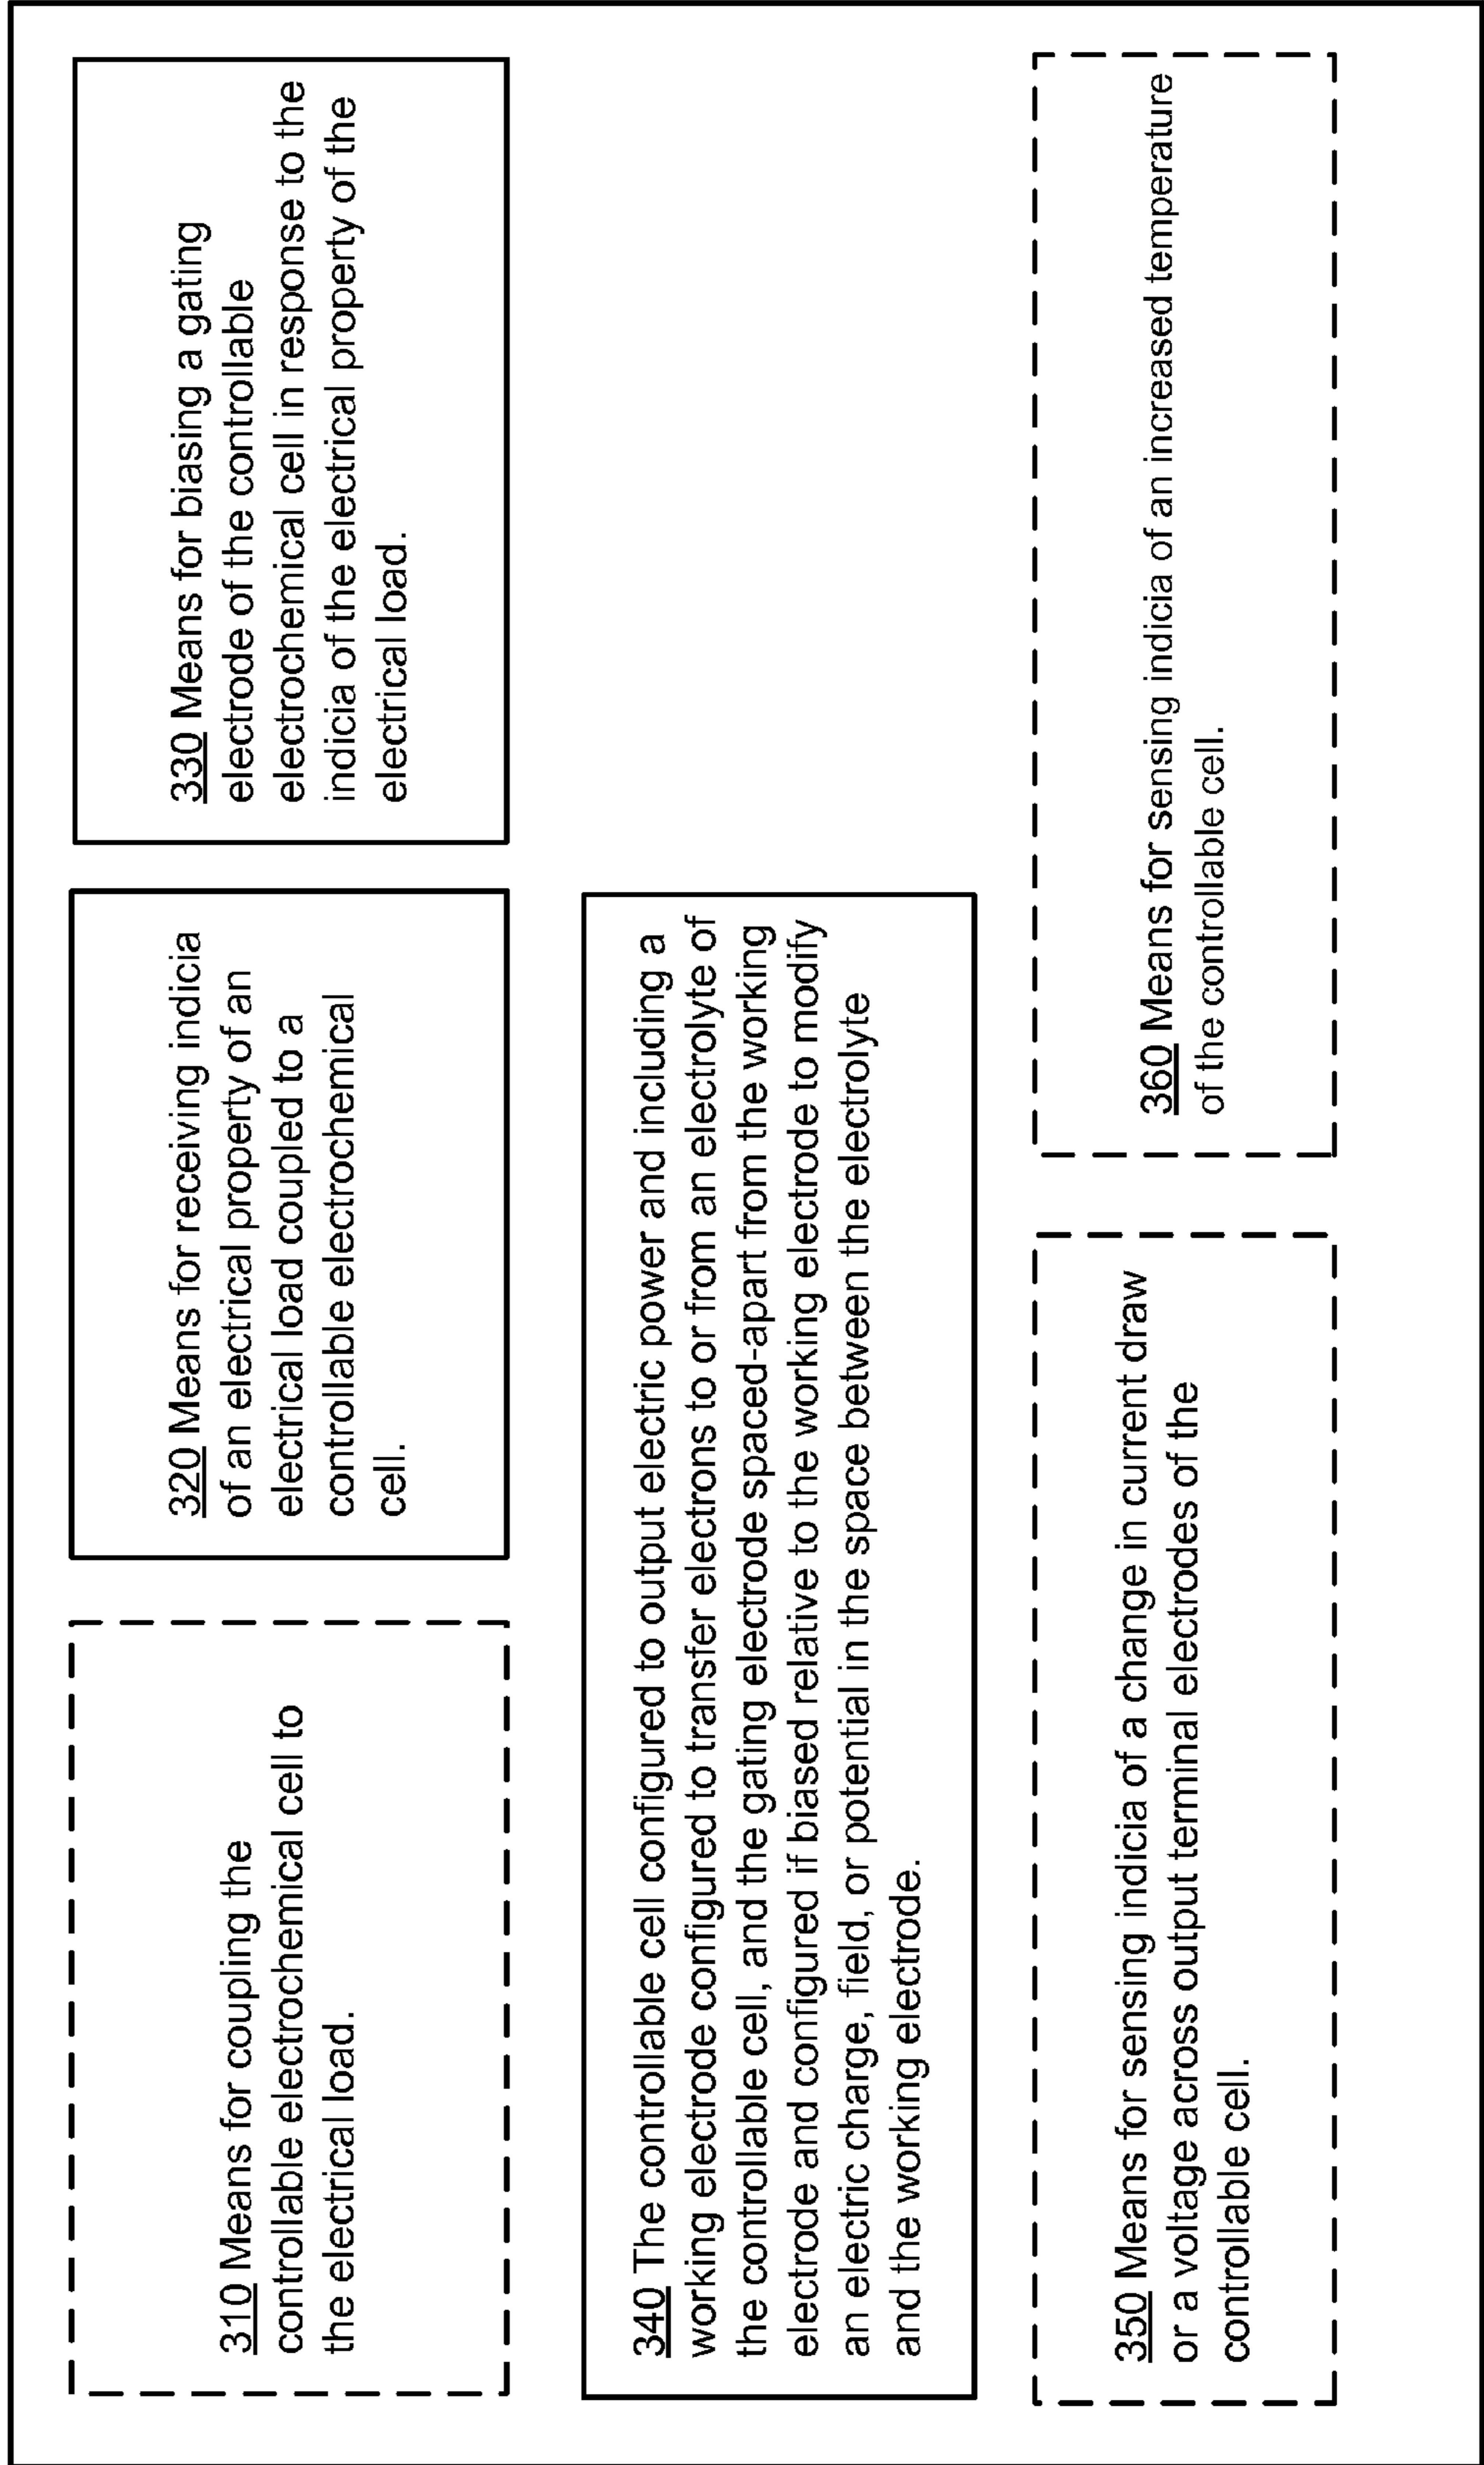 310 Means for coupling the
controllable electrochemical cell to
the electrical load.
320 Means for receiving indicia
of an electrical property of an
electrical load coupled to a
controllable electrochemical
cell.
330 Means for biasing a gating
electrode of the controllable
electrochemical cell in response to the
indicia of the electrical property of the
electrical load.
340 The controllable cell configured to output electric power and including a
working electrode configured to transfer electrons to or from an electrolyte of
the controllable cell, and the gating electrode spaced-apart from the working
electrode and configured if biased relative to the working electrode to modify
an electric charge, field, or potential in the space between the electrolyte
and the working electrode.
350 Means for sensing indicia of a change in current draw
or a voltage across output terminal electrodes of the
controllable cell.
360 Means for sensing indicia of an increased temperature
of the controllable cell.